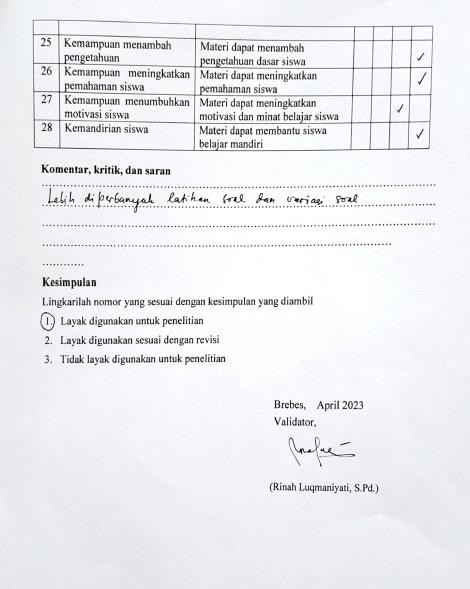 25 Kemampuan menambah pengetahuan Materi dapat menambah pengetahuan dasar siswa ✓
26 Kemampuan meningkatkan pemahaman siswa Materi dapat meningkatkan pemahaman siswa ✓
27 Kemampuan menumbuhkan motivasi siswa Materi dapat meningkatkan motivasi dan minat belajar siswa ✓
28 Kemandirian siswa Materi dapat membantu siswa belajar mandiri ✓
Komentar, kritik, dan saran
Lebih diperbanyak latihan soal dan variasi soal
Kesimpulan
Lingkarilah nomor yang sesuai dengan kesimpulan yang diambil
1. Layak digunakan untuk penelitian
2. Layak digunakan sesuai dengan revisi
3. Tidak layak digunakan untuk penelitian
Brebes, April 2023
Validator,
(Rinah Luqmaniyati, S.Pd.)